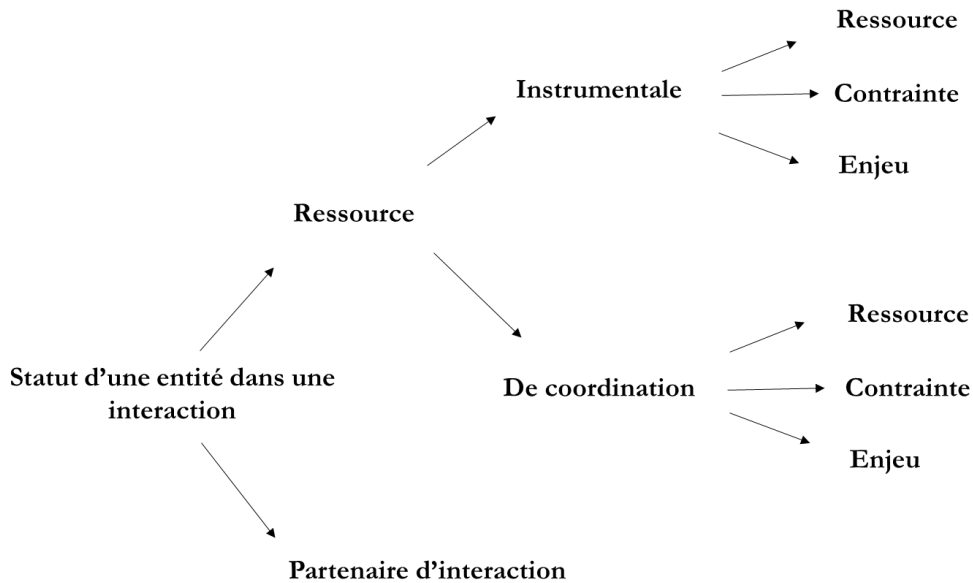 Ressource
Instrumentale
Contrainte
Enjeu
Ressource
Ressource
Statut d’une entité dans une
interaction
De coordination
Contrainte
Enjeu
Partenaire d’interaction